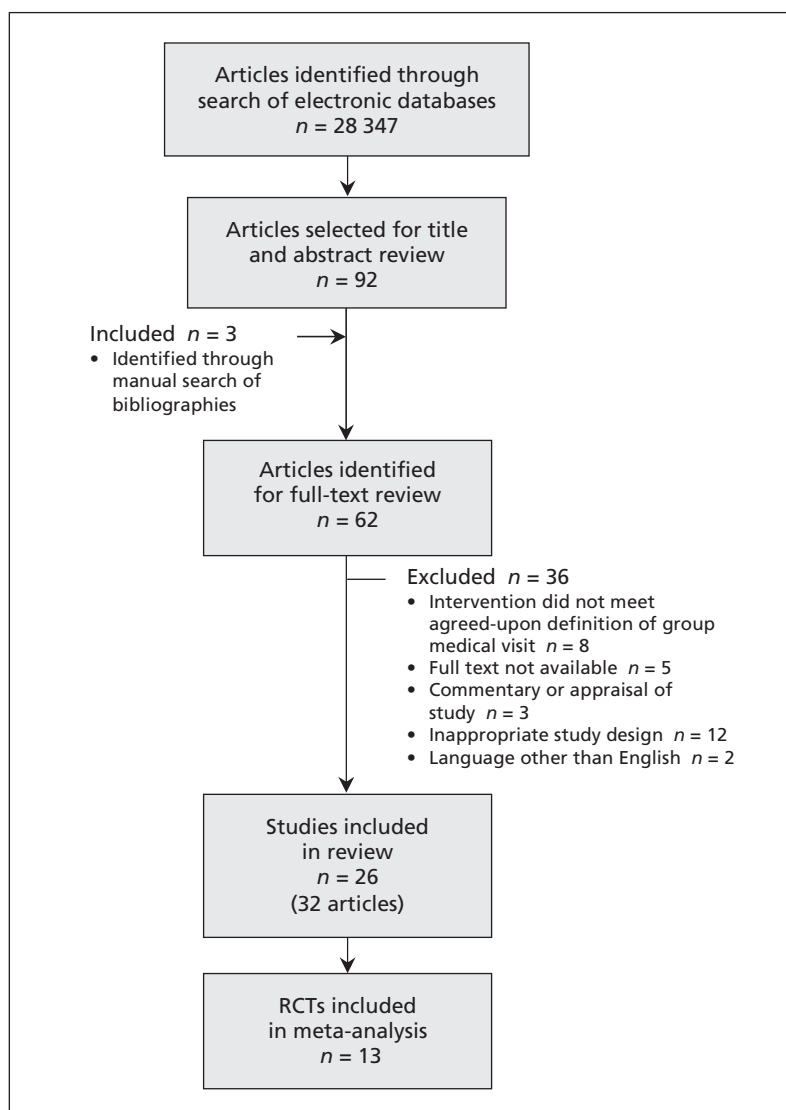 Articles identified through
search of electronic databases
n = 28 347
Articles selected for title
and abstract review
n = 92
Included n = 3
• Identified through
manual search of
bibliographies
Articles identified
for full-text review
n = 62
Excluded n = 36
• Intervention did not meet
agreed-upon definition of group
medical visit n = 8
• Full text not available n = 5
• Commentary or appraisal of
study n = 3
• Inappropriate study design n = 12
• Language other than English n = 2
Studies included
in review
n = 26
(32 articles)
RCTs included
in meta-analysis
n = 13